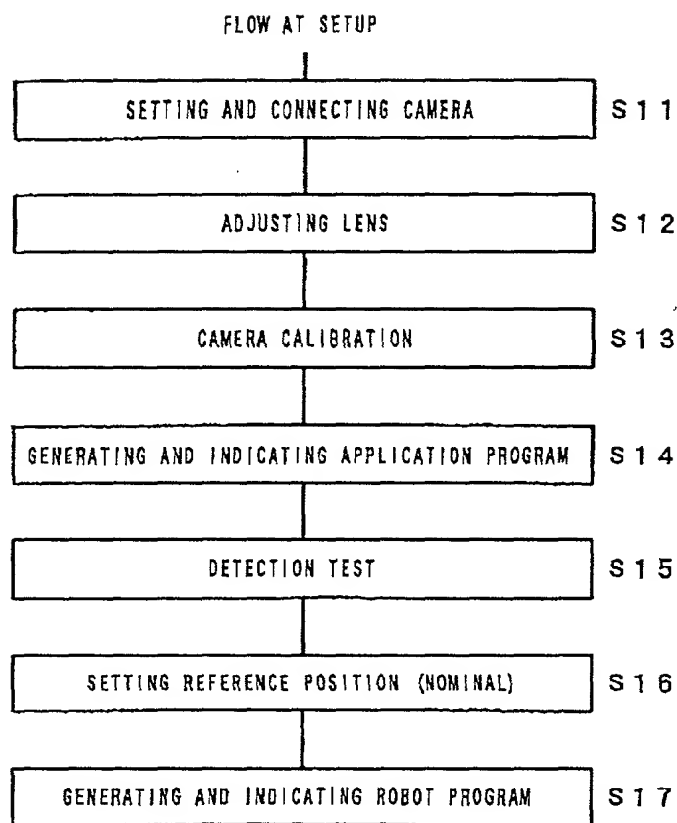 FLOW AT SETUP
SETTING AND CONNECTING CAMERA S11
ADJUSTING LENS S12
CAMERA CALIBRATION S13
GENERATING AND INDICATING APPLICATION PROGRAM S14
DETECTION TEST S15
SETTING REFERENCE POSITION (NOMINAL) S16
GENERATING AND INDICATING ROBOT PROGRAM S17